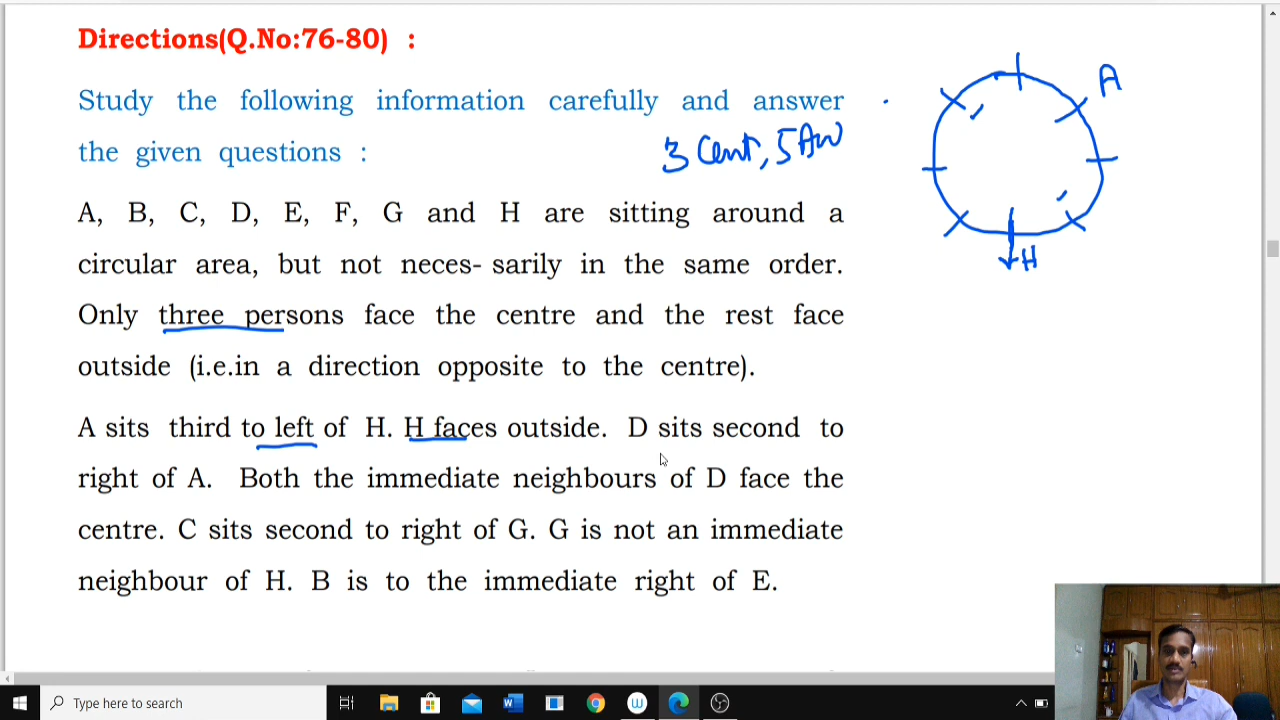 Directions(Q.No:76-80) :
Study the following information carefully and answer
the given questions :
3 Cent, 5 AW
A
H
A, B, C, D, E, F, G and H are sitting around a
circular area, but not neces- sarily in the same order.
Only three persons face the centre and the rest face
outside (i.e.in a direction opposite to the centre).
A sits third to left of H. H faces outside. D sits second to
right of A. Both the immediate neighbours of D face the
centre. C sits second to right of G. G is not an immediate
neighbour of H. B is to the immediate right of E.
Type here to search